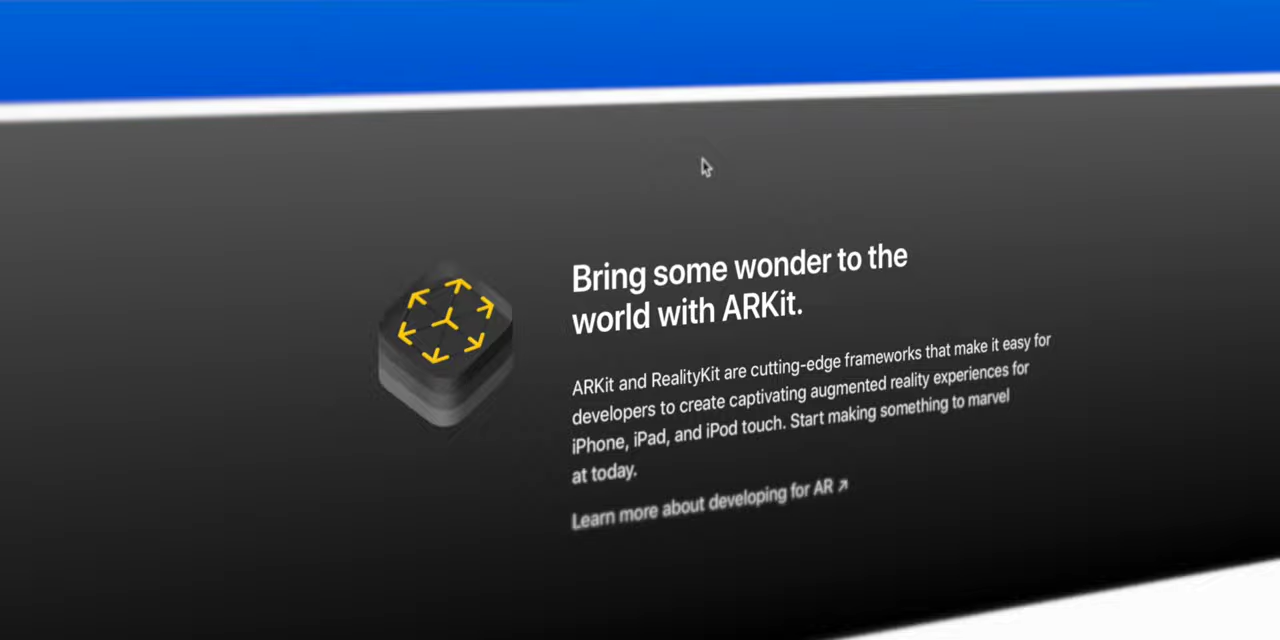 Bring some wonder to the
world with ARKit.
ARKit and RealityKit are cutting-edge frameworks that make it easy for
developers to create captivating augmented reality experiences for
iPhone, iPad, and iPod touch. Start making something to marvel
at today.
Learn more about developing for AR ↗